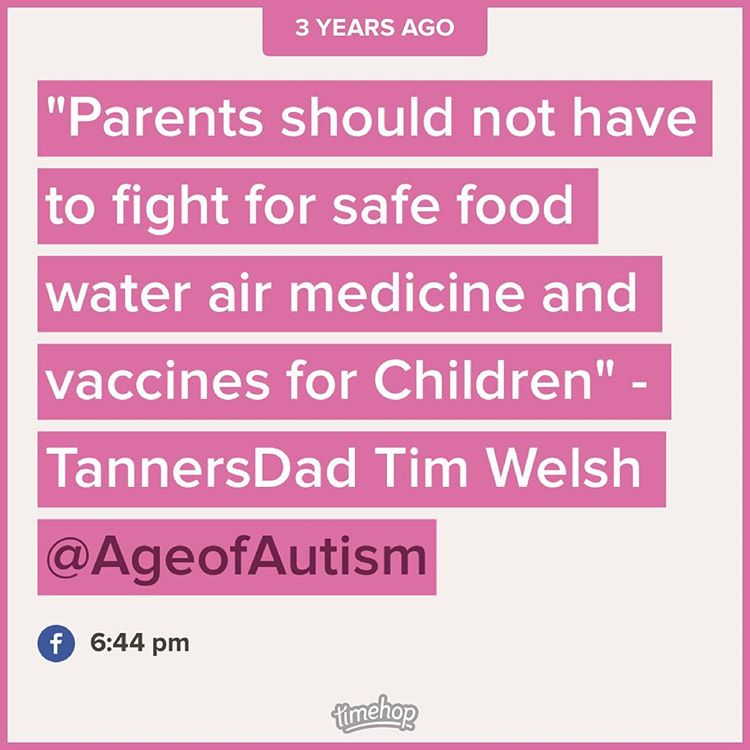 3 YEARS AGO
"Parents should not have
to fight for safe food
water air medicine and
vaccines for Children" -
TannersDad Tim Welsh
@AgeofAutism
f 6:44 pm
timehop